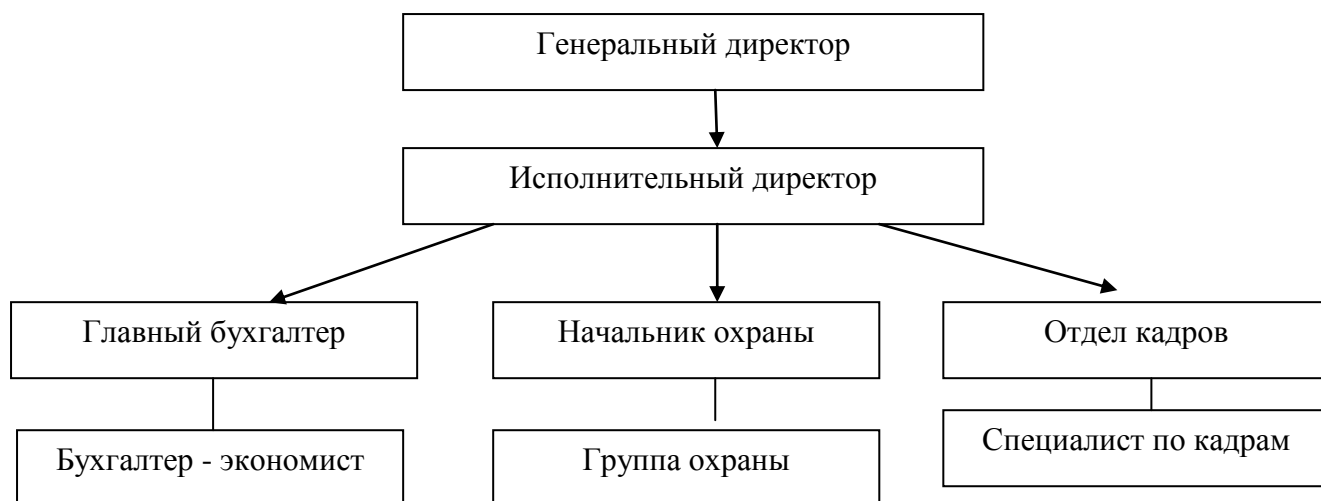 Генеральный директор
Исполнительный директор
Главный бухгалтер
Начальник охраны
Отдел кадров
Бухгалтер - экономист
Группа охраны
Специалист по кадрам